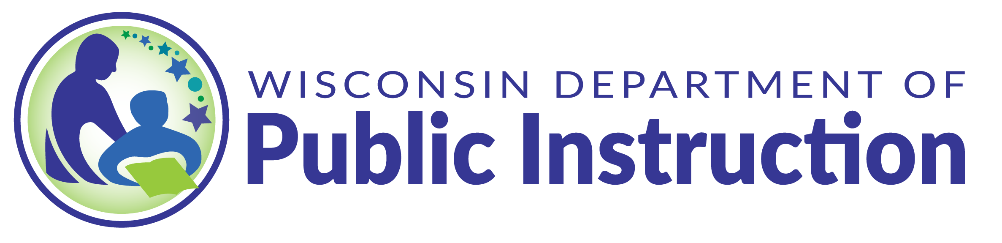 WISCONSIN DEPARTMENT OF
Public Instruction